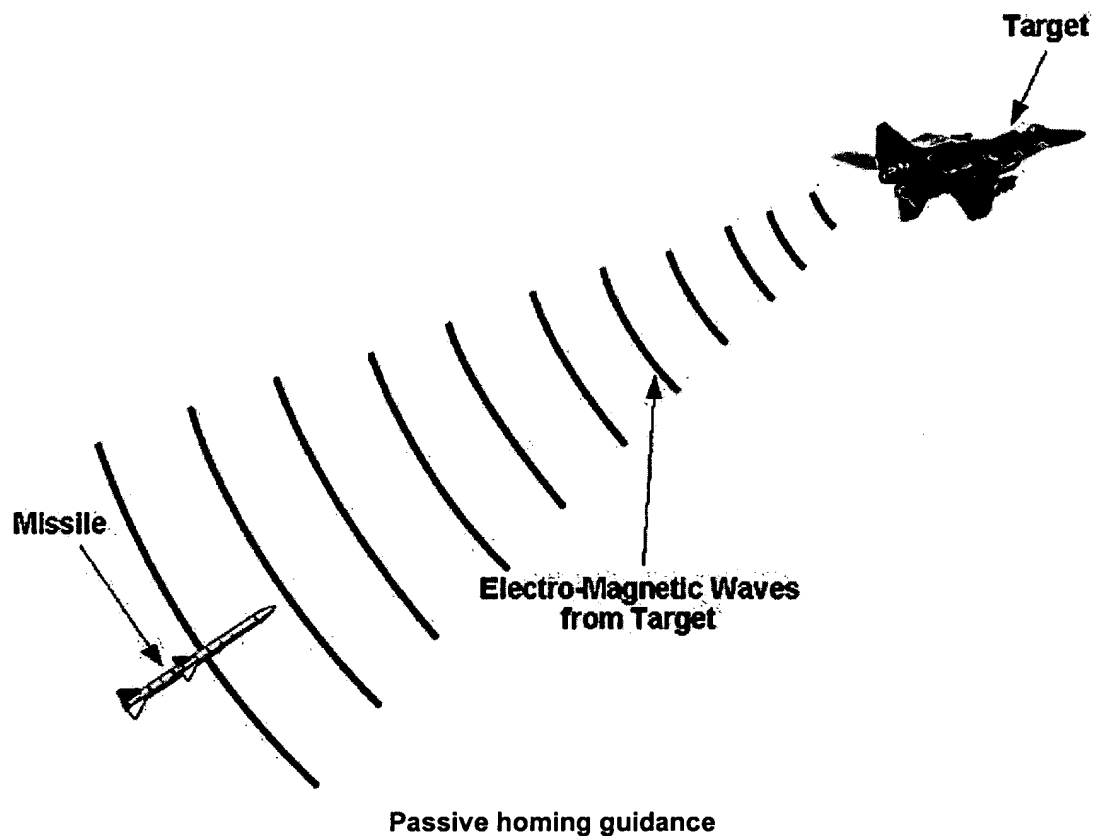 Target
Missile
Electro-Magnetic Waves
from Target
Passive homing guidance